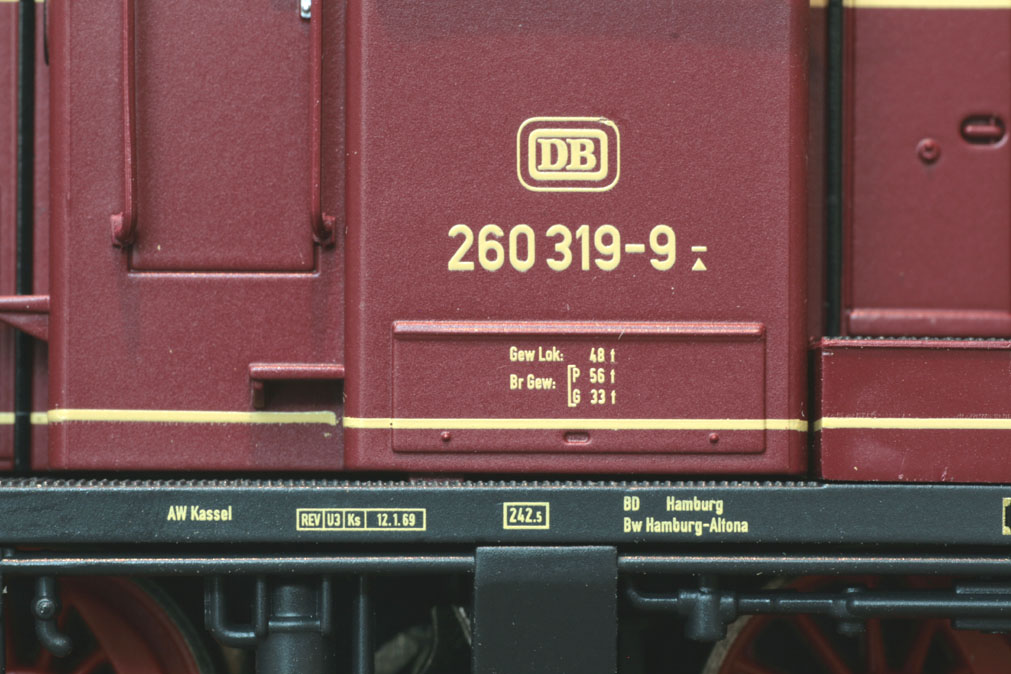 DB
260 319-9
Gew Lok: 48 t
Br Gew: P 56 t
G 33 t
AW Kassel
REV U3 Ks 12.1.69
242.5
BD Hamburg
Bw Hamburg-Altona